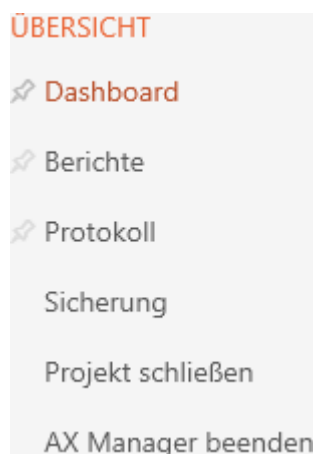 ÜBERSICHT
Dashboard
Berichte
Protokoll
Sicherung
Projekt schließen
AX Manager beenden